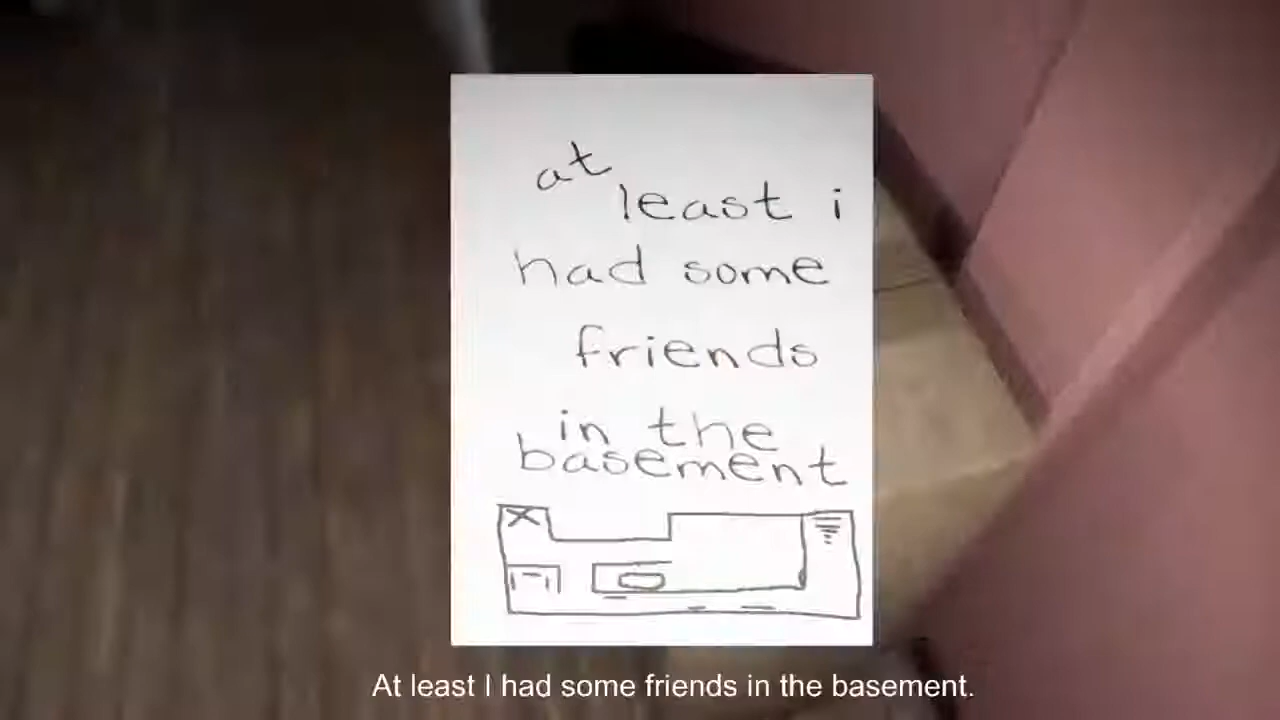 at
least i
had some
friends
in the
basement
At least I had some friends in the basement.